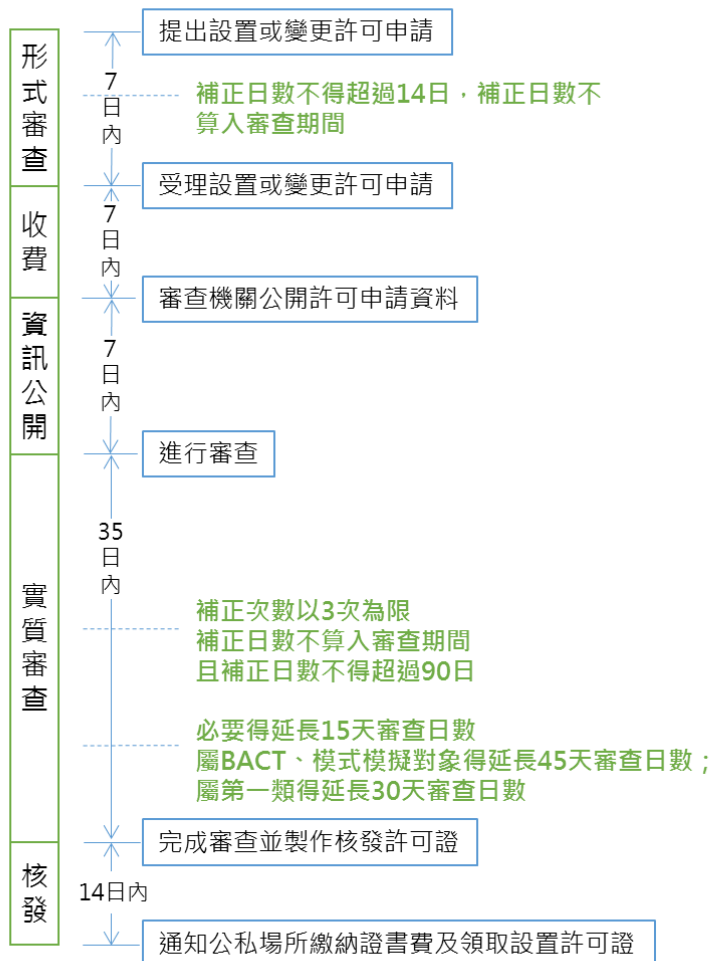 提出設置或變更許可申請
形式審查
7日內
補正日數不得超過14日，補正日數不
算入審查期間
受理設置或變更許可申請
收費
7日內
審查機關公開許可申請資料
資訊公開
7日內
進行審查
35日內
實質審查
補正次數以3次為限
補正日數不算入審查期間
且補正日數不得超過90日
必要得延長15天審查日數
屬BACT、模式模擬對象得延長45天審查日數；
屬第一類得延長30天審查日數
完成審查並製作核發許可證
核發
14日內
通知公私場所繳納證書費及領取設置許可證